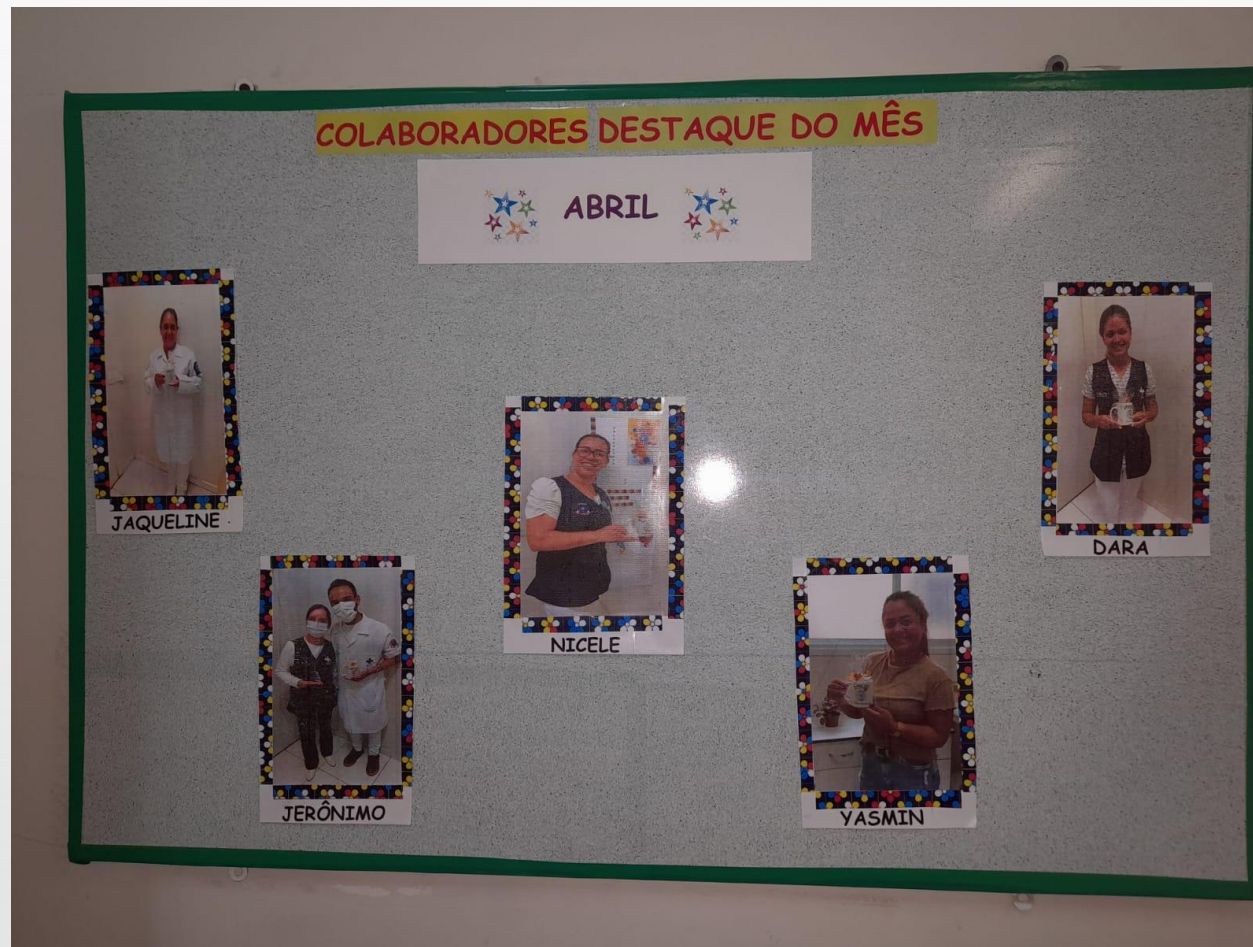 COLABORADORES DESTAQUE DO MÊS
ABRIL
JAQUELINE
DARA
NICELE
JERÔNIMO
YASMIN